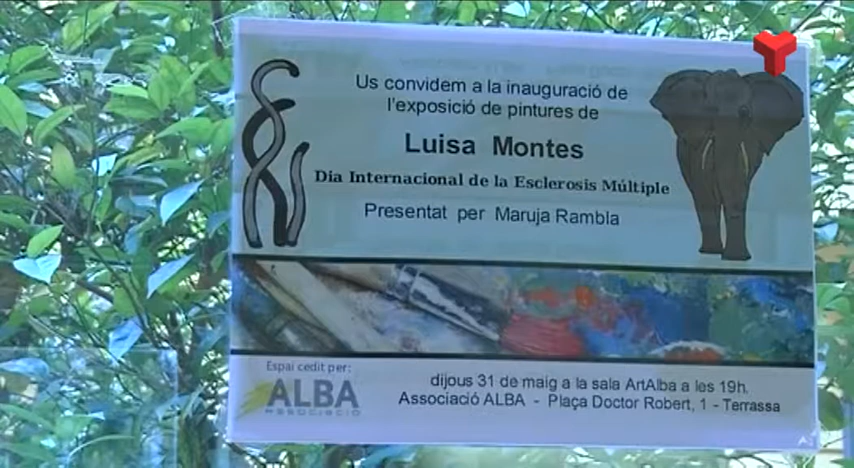 Us convidem a la inauguració de
l'exposició de pintures de
Luisa Montes
Dia Internacional de la Esclerosis Múltiple
Presentat per Maruja Rambla
Espai cedit per:
ALBA
ASSOCIACIÓ
dijous 31 de maig a la sala ArtAlba a les 19h.
Associació ALBA - Plaça Doctor Robert, 1 - Terrassa